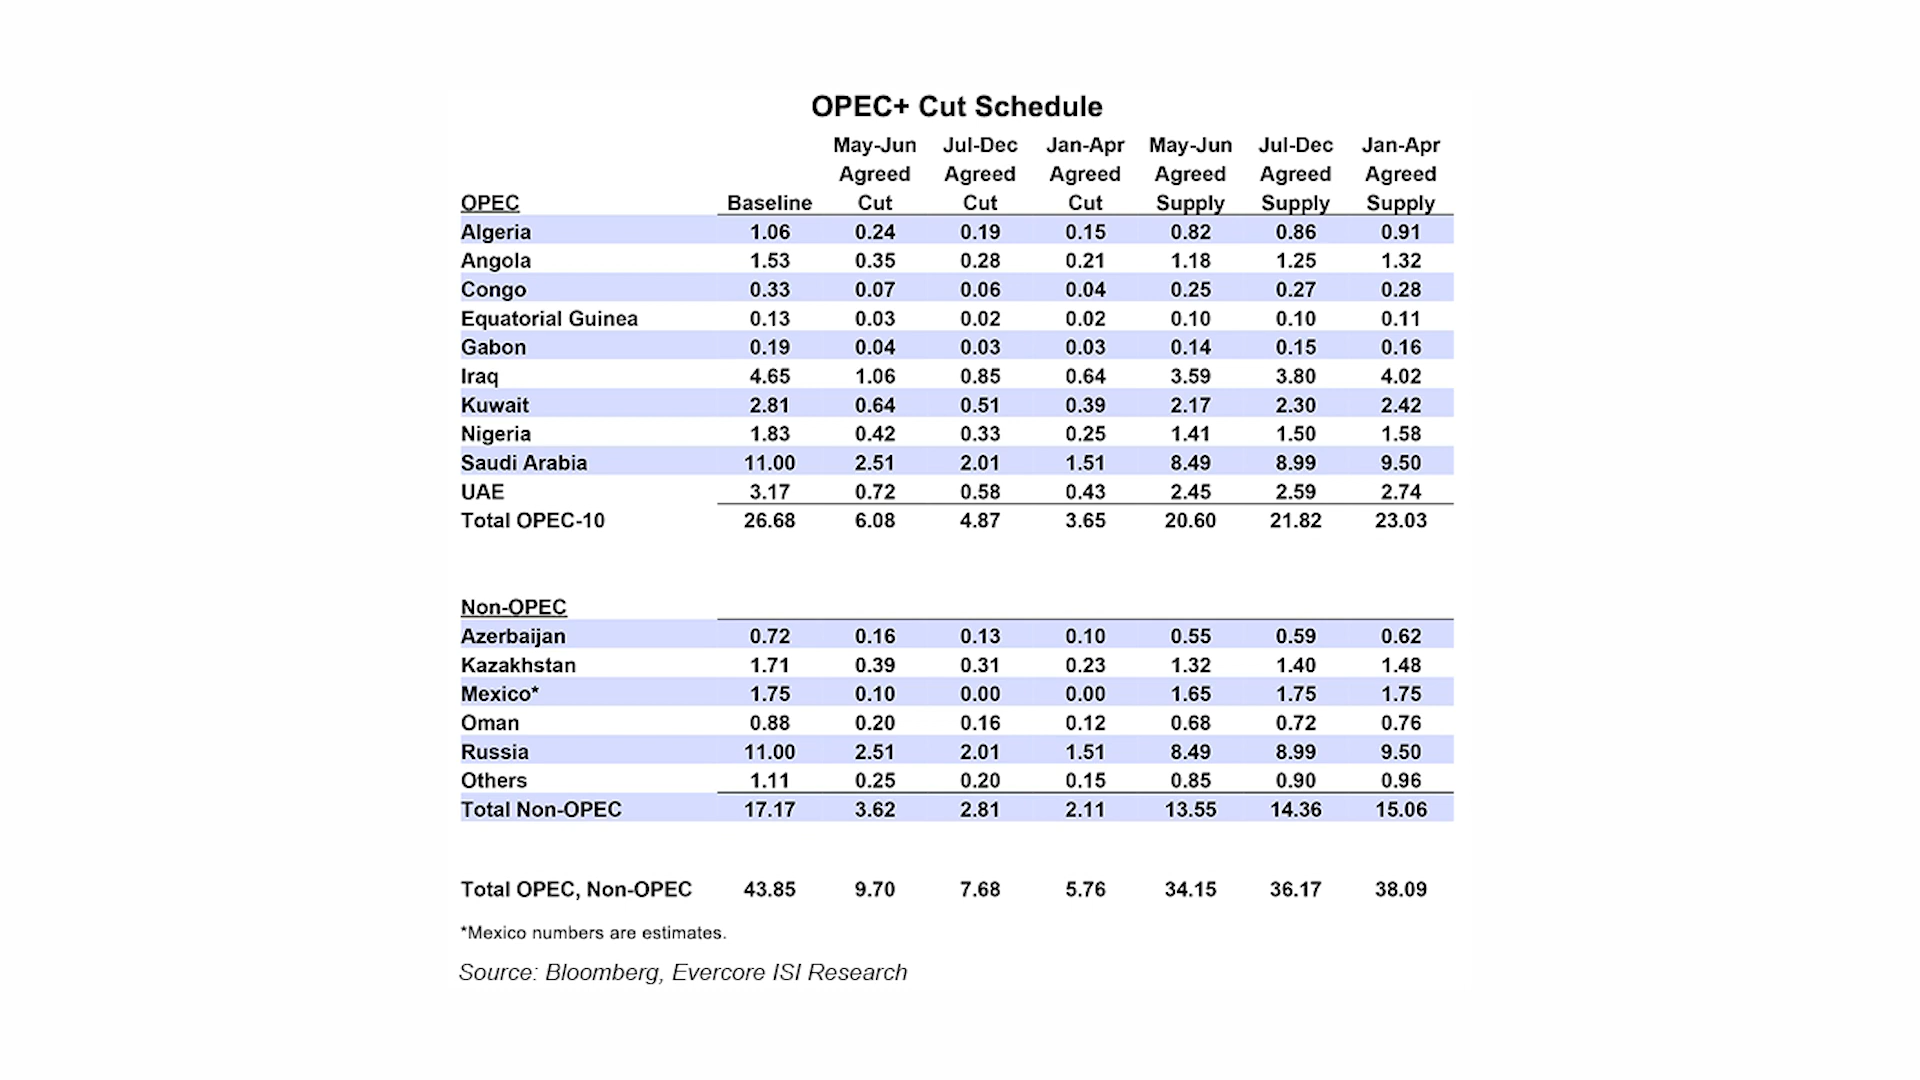 OPEC+ Cut Schedule
May-Jun Jul-Dec Jan-Apr May-Jun Jul-Dec Jan-Apr
Agreed Agreed Agreed Agreed Agreed Agreed
OPEC Baseline Cut Cut Cut Supply Supply Supply
Algeria 1.06 0.24 0.19 0.15 0.82 0.86 0.91
Angola 1.53 0.35 0.28 0.21 1.18 1.25 1.32
Congo 0.33 0.07 0.06 0.04 0.25 0.27 0.28
Equatorial Guinea 0.13 0.03 0.02 0.02 0.10 0.10 0.11
Gabon 0.19 0.04 0.03 0.03 0.14 0.15 0.16
Iraq 4.65 1.06 0.85 0.64 3.59 3.80 4.02
Kuwait 2.81 0.64 0.51 0.39 2.17 2.30 2.42
Nigeria 1.83 0.42 0.33 0.25 1.41 1.50 1.58
Saudi Arabia 11.00 2.51 2.01 1.51 8.49 8.99 9.50
UAE 3.17 0.72 0.58 0.43 2.45 2.59 2.74
Total OPEC-10 26.68 6.08 4.87 3.65 20.60 21.82 23.03
Non-OPEC
Azerbaijan 0.72 0.16 0.13 0.10 0.55 0.59 0.62
Kazakhstan 1.71 0.39 0.31 0.23 1.32 1.40 1.48
Mexico* 1.75 0.10 0.00 0.00 1.65 1.75 1.75
Oman 0.88 0.20 0.16 0.12 0.68 0.72 0.76
Russia 11.00 2.51 2.01 1.51 8.49 8.99 9.50
Others 1.11 0.25 0.20 0.15 0.85 0.90 0.96
Total Non-OPEC 17.17 3.62 2.81 2.11 13.55 14.36 15.06
Total OPEC, Non-OPEC 43.85 9.70 7.68 5.76 34.15 36.17 38.09
*Mexico numbers are estimates.
Source: Bloomberg, Evercore ISI Research